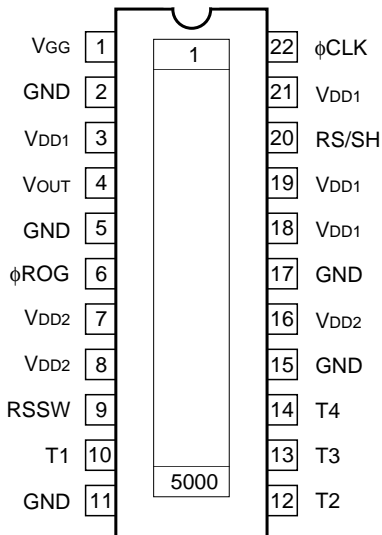 VGG 1 1 22 φCLK
GND 2 21 VDD1
VDD1 3 20 RS/SH
VOUT 4 19 VDD1
GND 5 18 VDD1
φROG 6 17 GND
VDD2 7 16 VDD2
VDD2 8 15 GND
RSSW 9 14 T4
T1 10 13 T3
5000
GND 11 12 T2